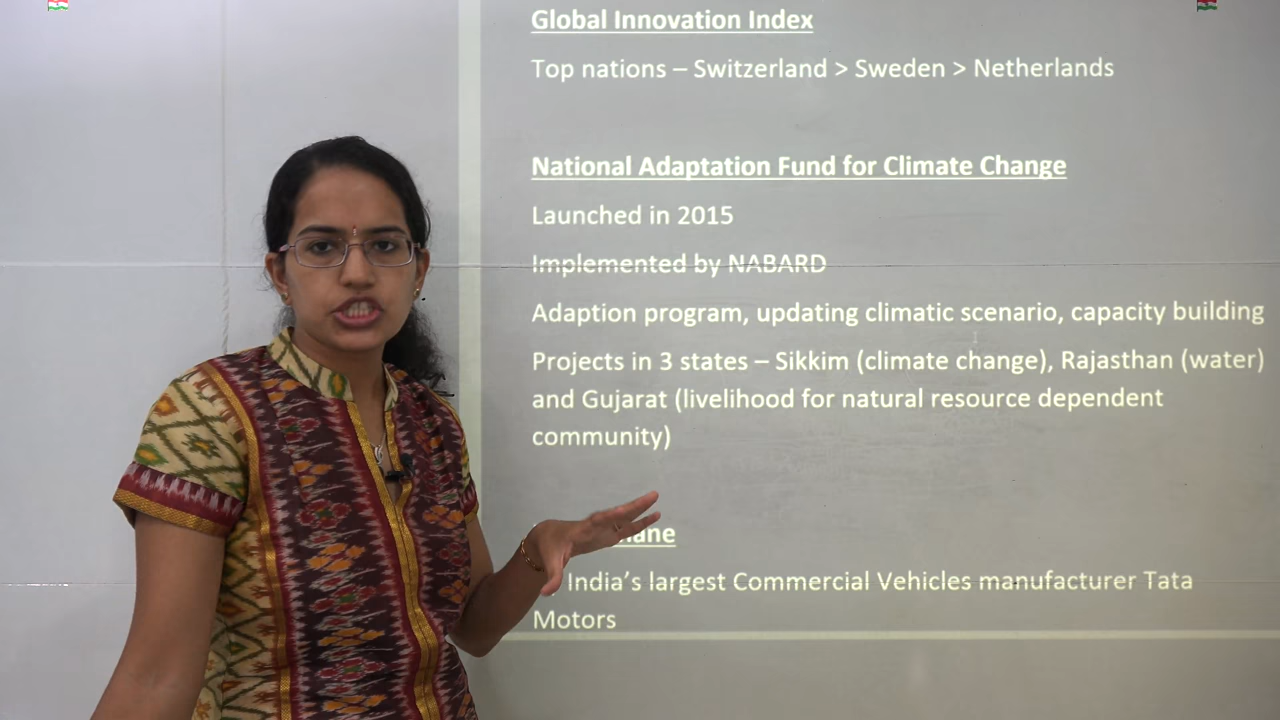 Global Innovation Index
Top nations – Switzerland > Sweden > Netherlands
National Adaptation Fund for Climate Change
Launched in 2015
Implemented by NABARD
Adaption program, updating climatic scenario, capacity building
Projects in 3 states – Sikkim (climate change), Rajasthan (water)
and Gujarat (livelihood for natural resource dependent
community)
India's largest Commercial Vehicles manufacturer Tata
Motors